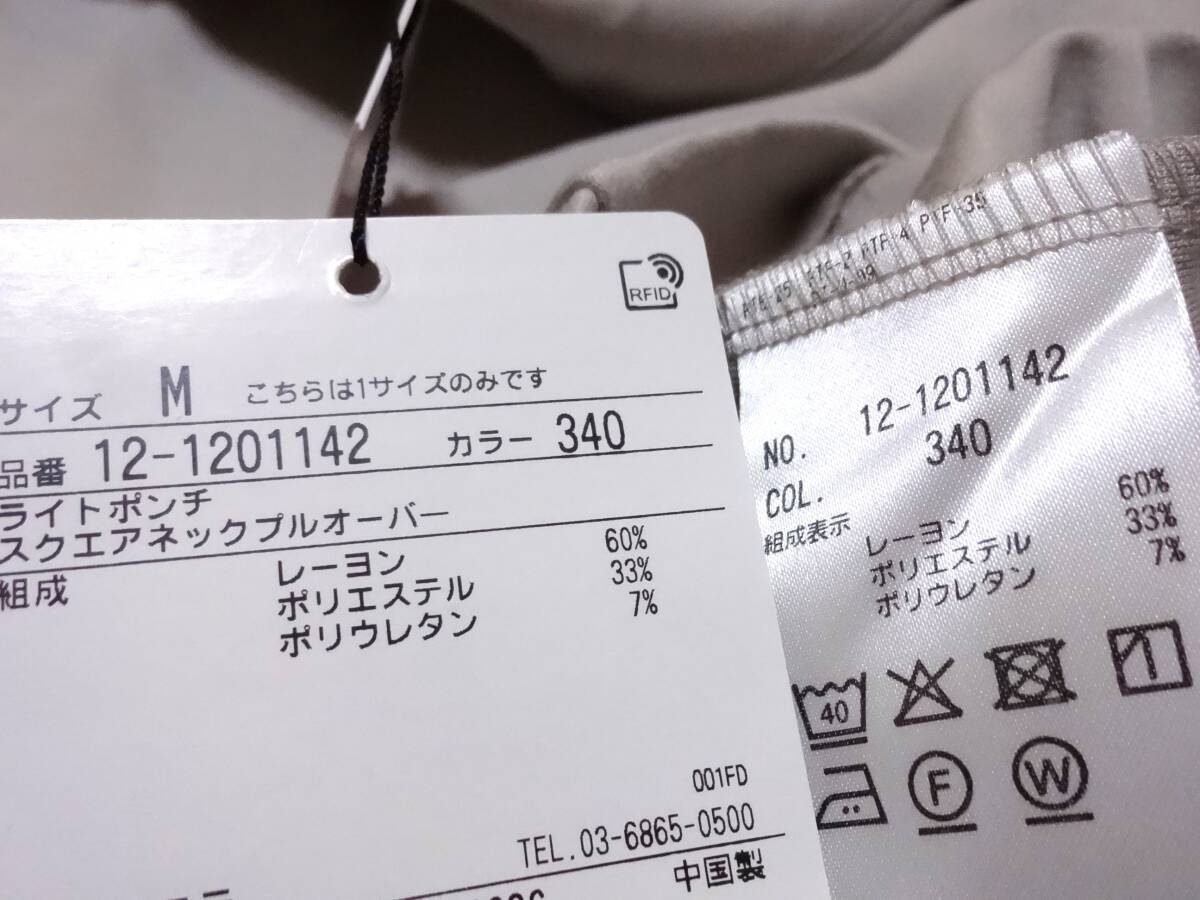 RFID
サイズ M こちらは1サイズのみです
品番 12-1201142 カラー 340
ライトポンチ
スクエアネックプルオーバー
組成 レーヨン 60%
ポリエステル 33%
ポリウレタン 7%
001FD
TEL.03-6865-0500
中国製
NO. 12-1201142
COL. 340
組成表示
レーヨン 60%
ポリエステル 33%
ポリウレタン 7%
40
F
W